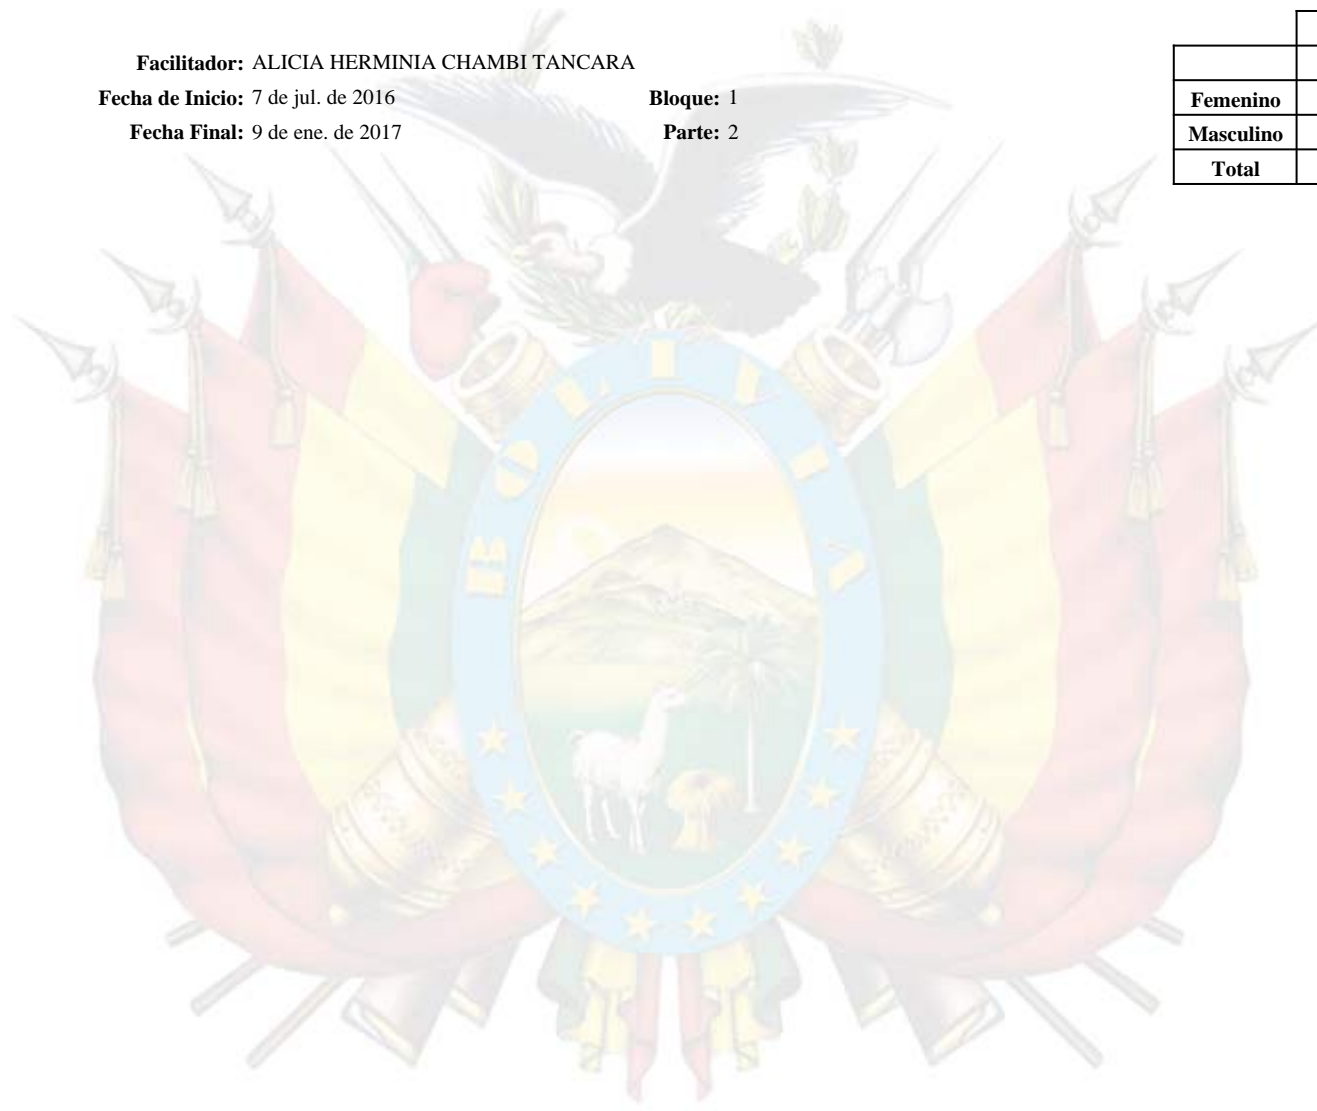 Facilitador: ALICIA HERMINIA CHAMBI TANCARA
Fecha de Inicio: 7 de jul. de 2016 Bloque: 1
Fecha Final: 9 de ene. de 2017 Parte: 2
Femenino
Masculino
Total
BOLIVIA